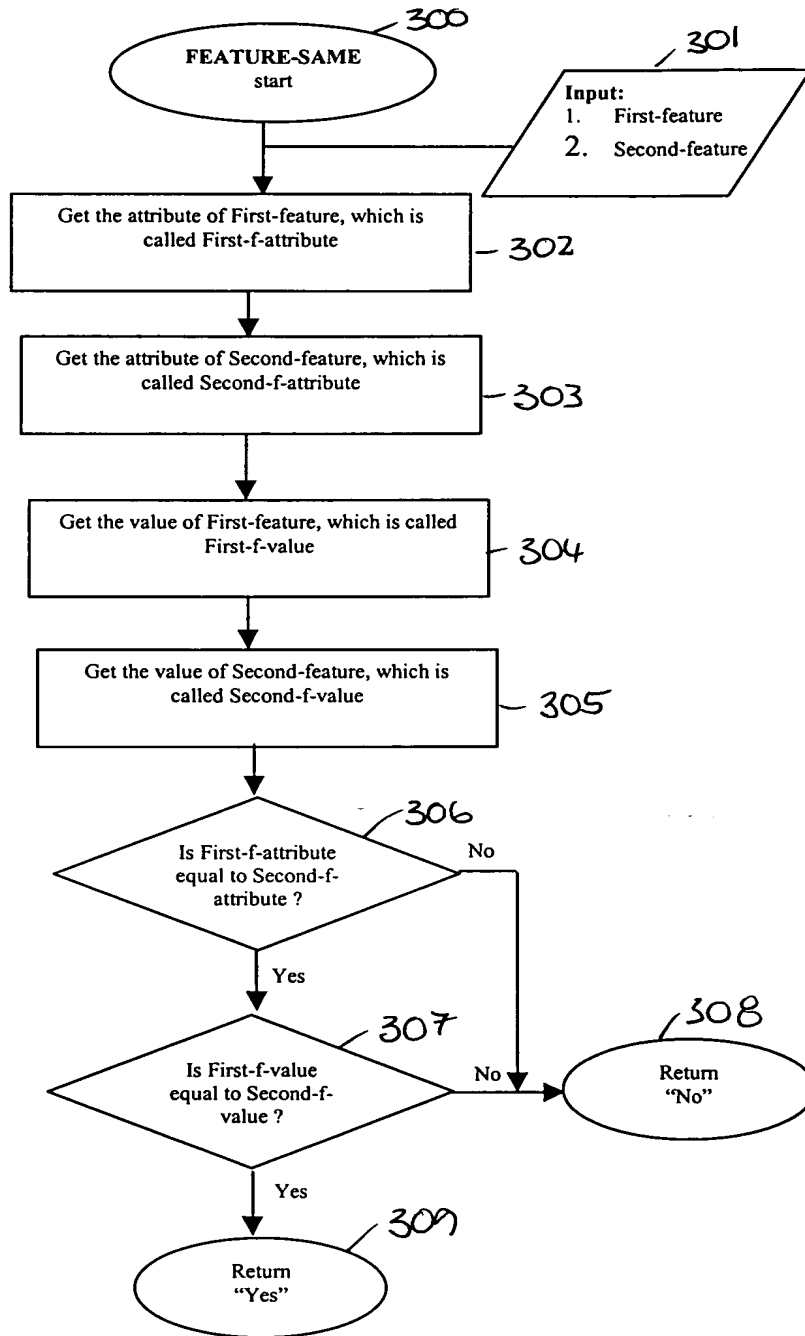 300
FEATURE-SAME
start
301
Input:
1. First-feature
2. Second-feature
Get the attribute of First-feature, which is
called First-f-attribute
302
Get the attribute of Second-feature, which is
called Second-f-attribute
303
Get the value of First-feature, which is called
First-f-value
304
Get the value of Second-feature, which is
called Second-f-value
305
306
Is First-f-attribute
equal to Second-f-
attribute ?
No
Yes
307
Is First-f-value
equal to Second-f-
value ?
No
308
Return
"No"
Yes
309
Return
"Yes"